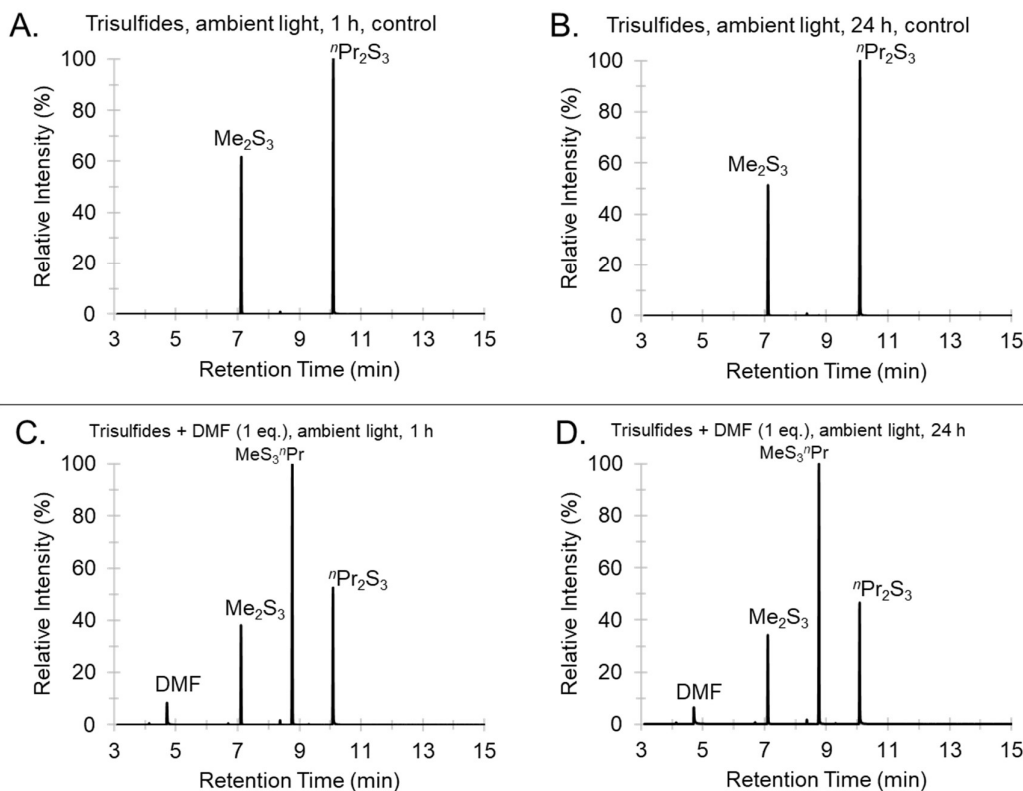 A.
Trisulfides, ambient light, 1 h, control
ⁿPr₂S₃
Me₂S₃
Relative Intensity (%)
100
80
60
40
20
0
3 5 7 9 11 13 15
Retention Time (min)
B.
Trisulfides, ambient light, 24 h, control
ⁿPr₂S₃
Me₂S₃
Relative Intensity (%)
100
80
60
40
20
0
3 5 7 9 11 13 15
Retention Time (min)
C.
Trisulfides + DMF (1 eq.), ambient light, 1 h
MeS₃ⁿPr
ⁿPr₂S₃
Me₂S₃
DMF
Relative Intensity (%)
100
80
60
40
20
0
3 5 7 9 11 13 15
Retention Time (min)
D.
Trisulfides + DMF (1 eq.), ambient light, 24 h
MeS₃ⁿPr
ⁿPr₂S₃
Me₂S₃
DMF
Relative Intensity (%)
100
80
60
40
20
0
3 5 7 9 11 13 15
Retention Time (min)